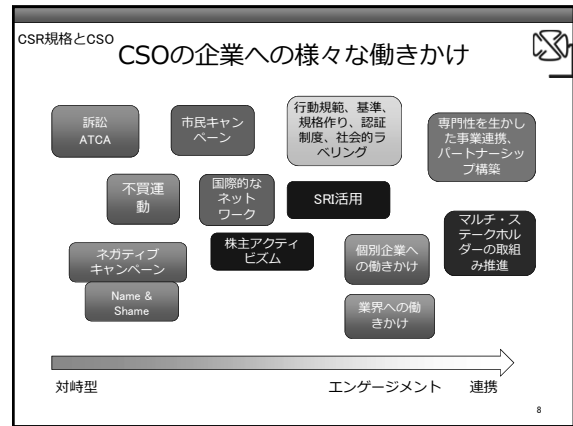 CSR規格とCSO
CSOの企業への様々な働きかけ
訴訟
ATCA
市民キャン
ペーン
行動規範、基準、
規格作り、認証
制度、社会的ラ
ベリング
専門性を生かし
た事業連携、
パートナーシッ
プ構築
不買運
動
国際的な
ネット
ワーク
SRI活用
マルチ・ス
テークホル
ダーの取組
み推進
ネガティブ
キャンペーン
株主アクティ
ビズム
個別企業へ
の働きかけ
Name &
Shame
業界への働
きかけ
対峙型
エンゲージメント
連携
8